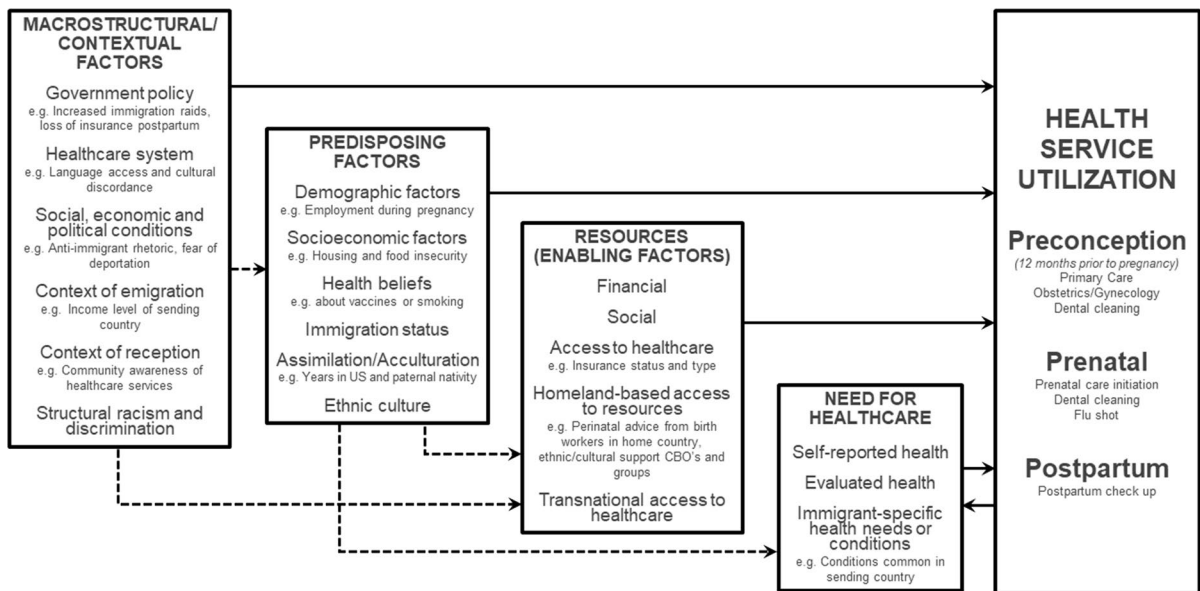 MACROSTRUCTURAL/
CONTEXTUAL
FACTORS
Government policy
e.g. Increased immigration raids,
loss of insurance postpartum
Healthcare system
e.g. Language access and cultural
discordance
Social, economic and
political conditions
e.g. Anti-immigrant rhetoric, fear of
deportation
Context of emigration
e.g. Income level of sending
country
Context of reception
e.g. Community awareness of
healthcare services
Structural racism and
discrimination
PREDISPOSING
FACTORS
Demographic factors
e.g. Employment during pregnancy
Socioeconomic factors
e.g. Housing and food insecurity
Health beliefs
e.g. about vaccines or smoking
Immigration status
Assimilation/Acculturation
e.g. Years in US and paternal nativity
Ethnic culture
RESOURCES
(ENABLING FACTORS)
Financial
Social
Access to healthcare
e.g. Insurance status and type
Homeland-based access
to resources
e.g. Perinatal advice from birth
workers in home country,
ethnic/cultural support CBO's and
groups
Transnational access to
healthcare
NEED FOR
HEALTHCARE
Self-reported health
Evaluated health
Immigrant-specific
health needs or
conditions
e.g. Conditions common in
sending country
HEALTH
SERVICE
UTILIZATION
Preconception
(12 months prior to pregnancy)
Primary Care
Obstetrics/Gynecology
Dental cleaning
Prenatal
Prenatal care initiation
Dental cleaning
Flu shot
Postpartum
Postpartum check up